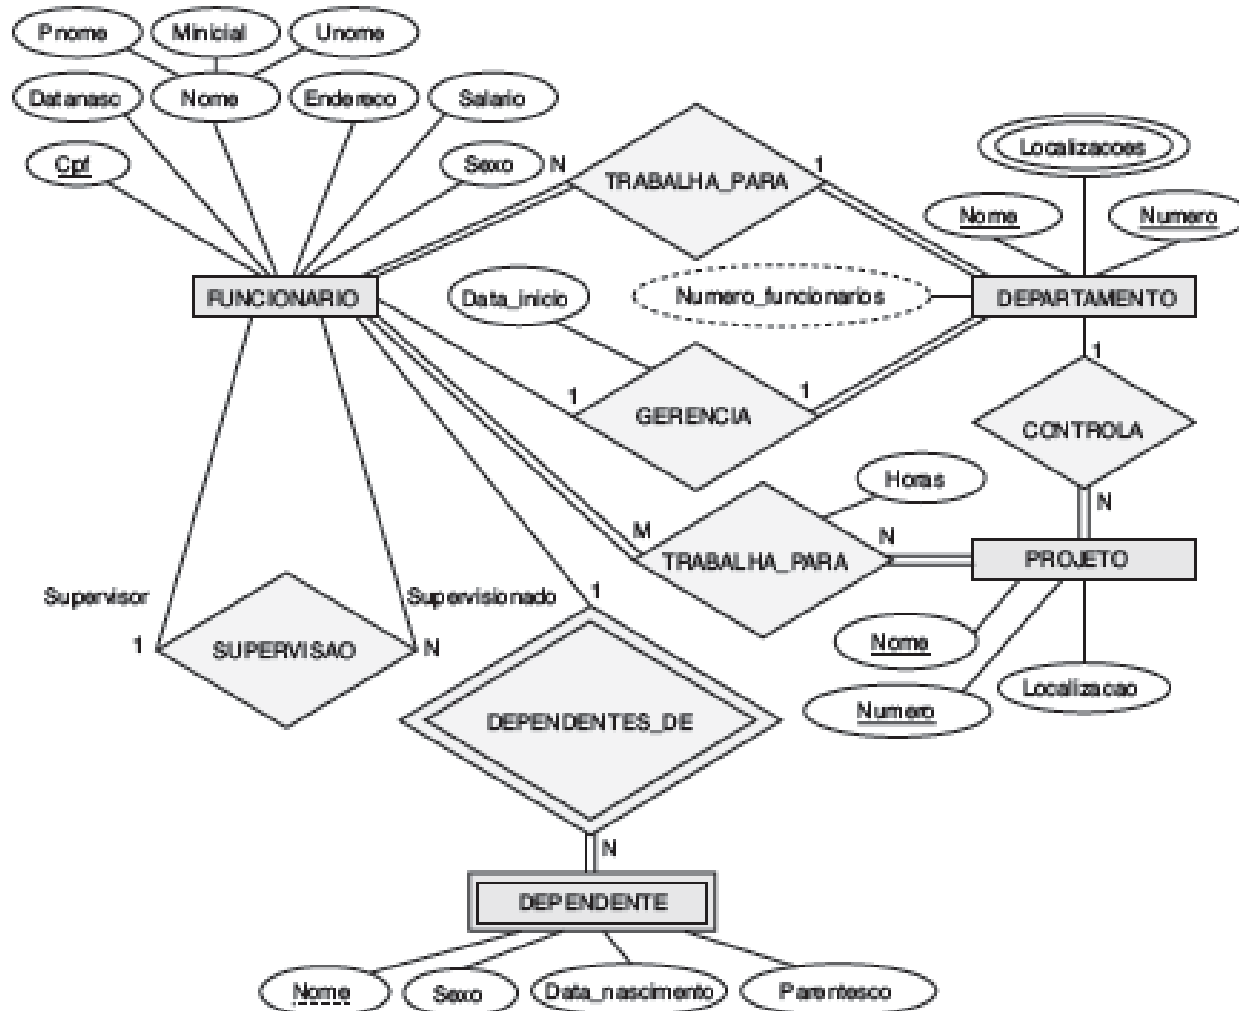 Pnome
Minicial
Unome
Datanasc
Nome
Endereco
Salario
Cpf
Sexo
N
TRABALHA_PARA
1
Localizacoes
Nome
Numero
FUNCIONARIO
Data_inicio
Numero_funcionarios
DEPARTAMENTO
1
1
GERENCIA
1
CONTROLA
Horas
M
TRABALHA_PARA
N
N
PROJETO
Supervisor
Supervisionado
1
1
SUPERVISAO
N
Nome
Numero
Localizacao
DEPENDENTES_DE
N
DEPENDENTE
Nome
Sexo
Data_nascimento
Parentesco